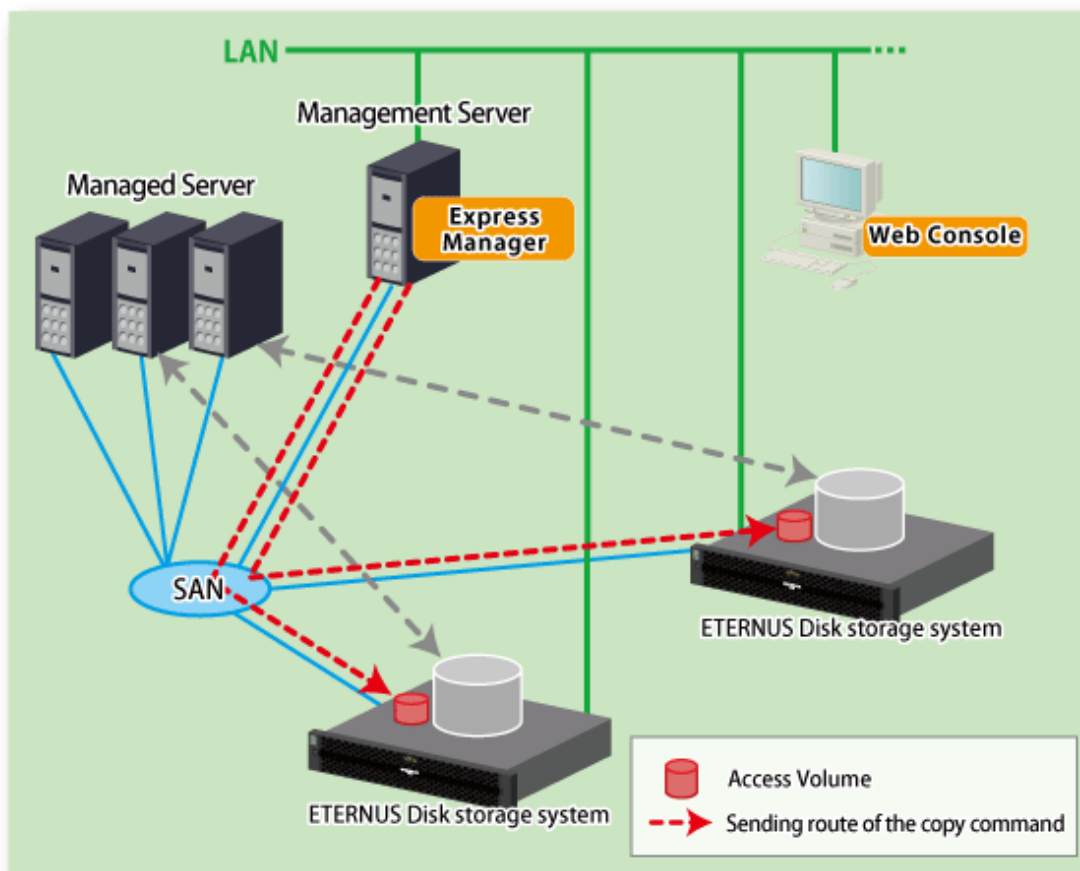 LAN
Management Server
Managed Server
Express
Manager
Web Console
SAN
ETERNUS Disk storage system
ETERNUS Disk storage system
Access Volume
Sending route of the copy command